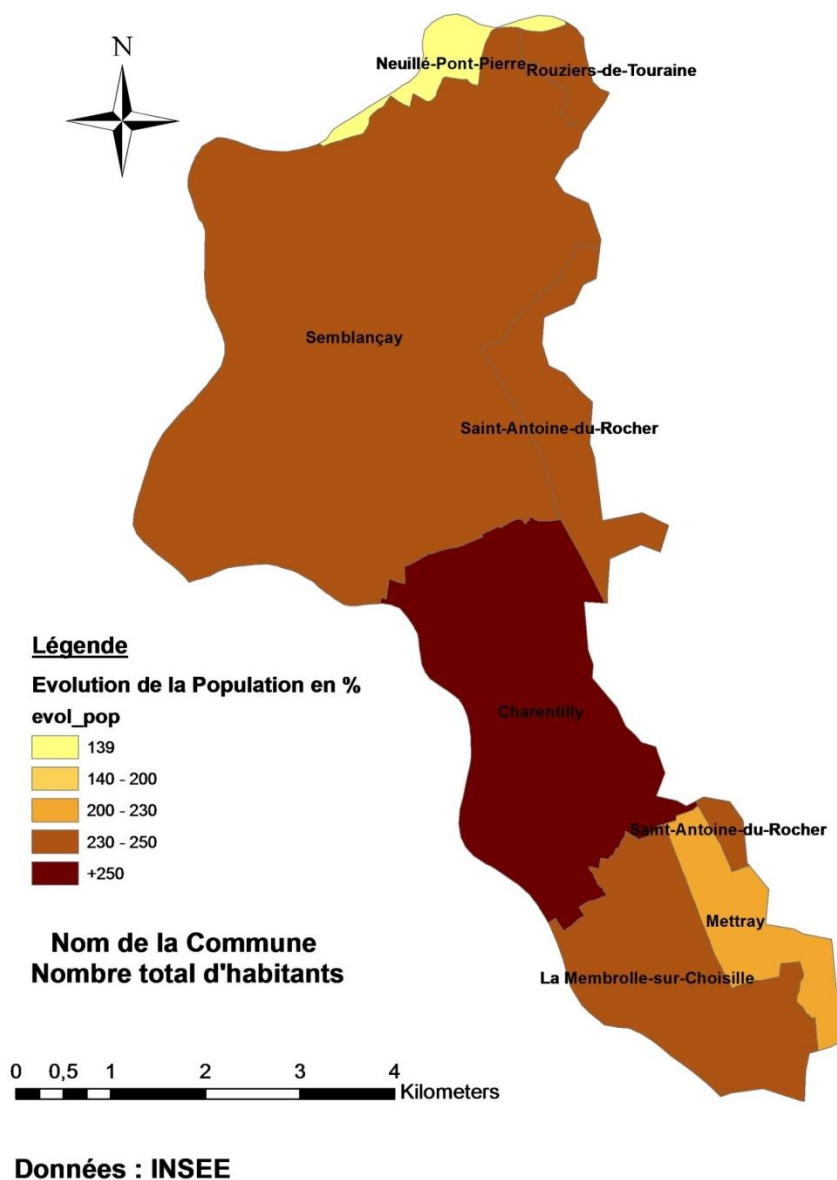 N
Neuillé-Pont-Pierre
Rouziers-de-Touraine
Semblançay
Saint-Antoine-du-Rocher
Charentilly
Saint-Antoine-du-Rocher
Mettray
La Membrolle-sur-Choisille
Légende
Evolution de la Population en %
evol_pop
139
140 - 200
200 - 230
230 - 250
+250
Nom de la Commune
Nombre total d'habitants
0 0,5 1 2 3 4
Kilometers
Données : INSEE